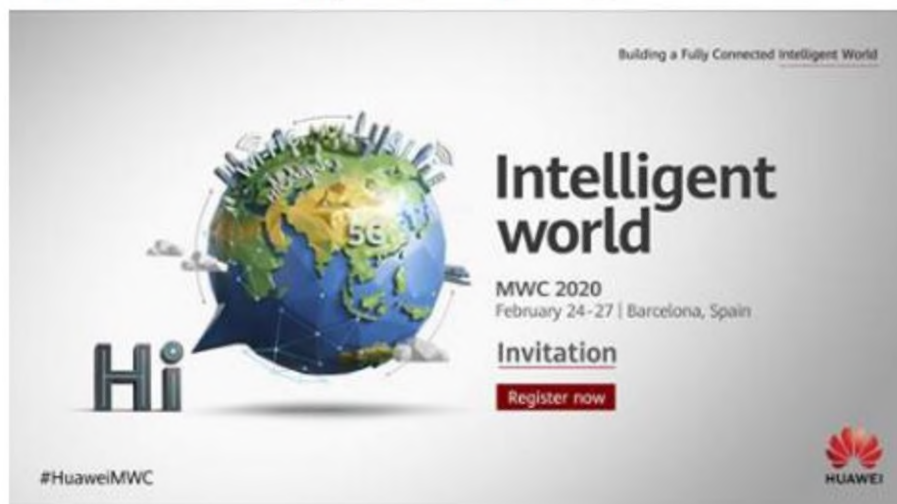 Building a Fully Connected Intelligent World
Intelligent
world
5G
MWC 2020
February 24-27 | Barcelona, Spain
Invitation
Hi
Register now
#HuaweiMWC
HUAWEI